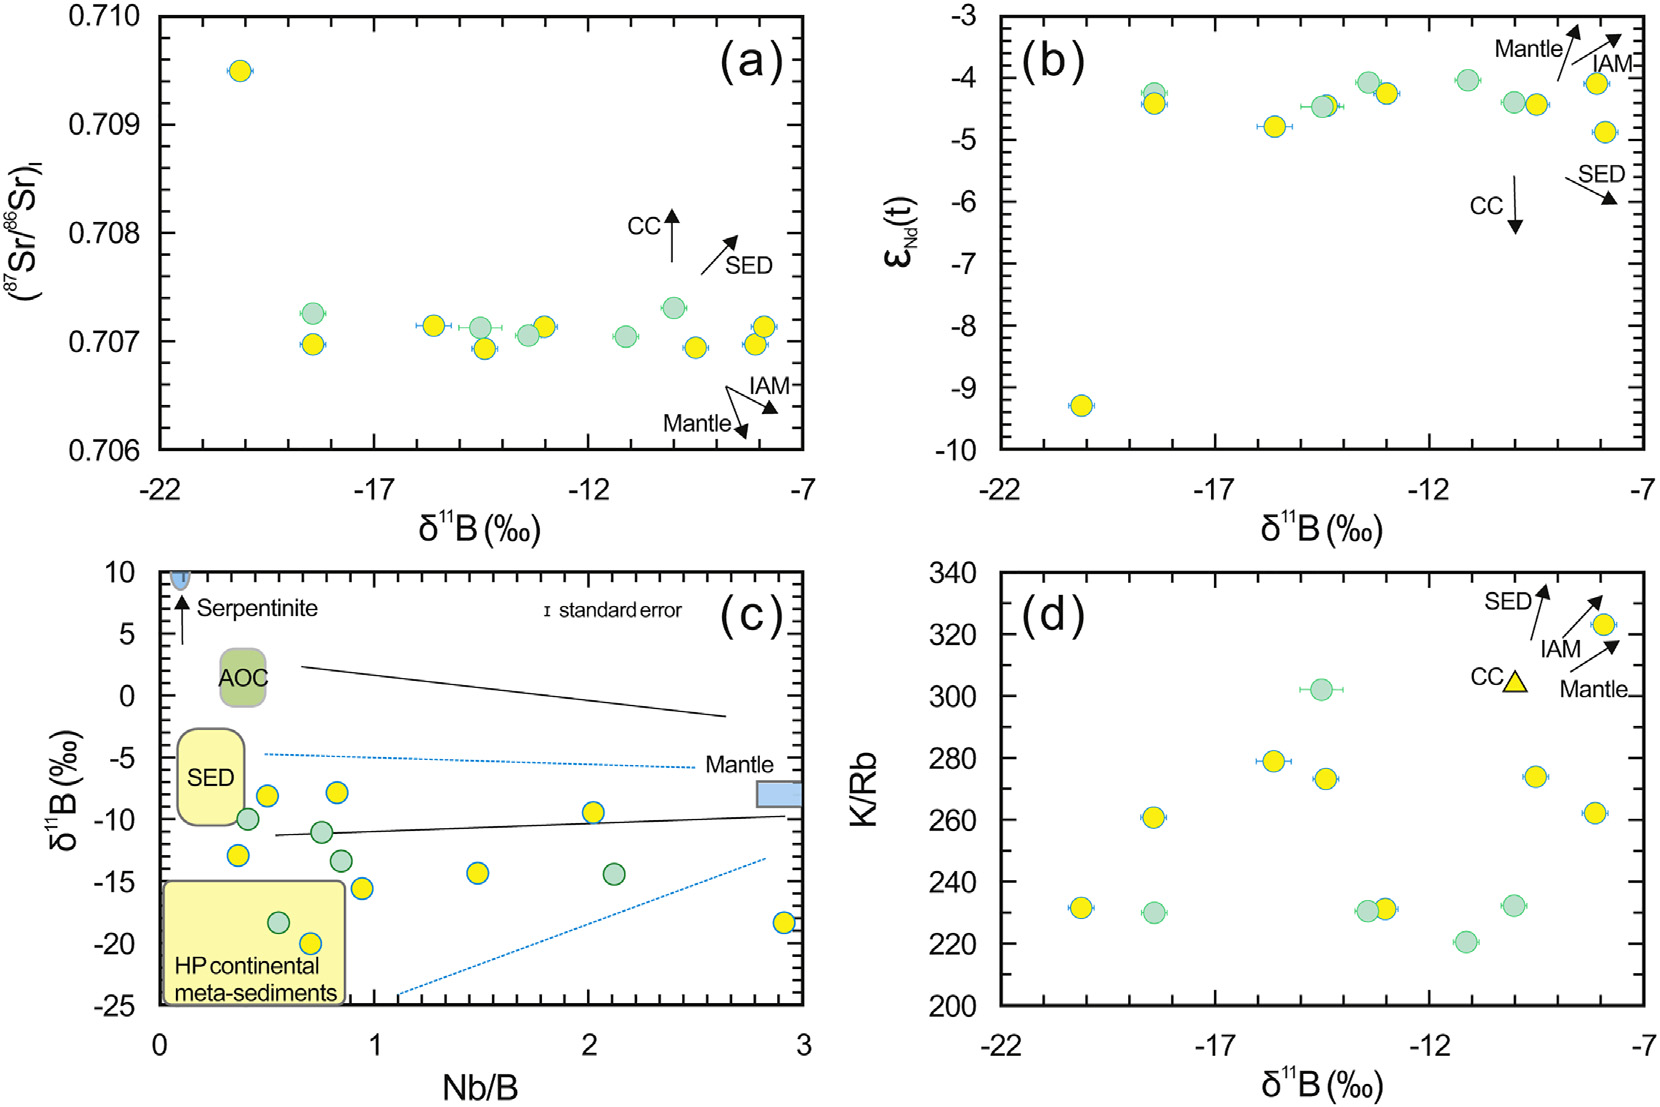 (a)
0.710
0.709
0.708
0.707
0.706
(⁸⁷Sr/⁸⁶Sr)ᵢ
CC
SED
IAM
Mantle
-22 -17 -12 -7
δ¹¹B (‰)
(b)
-3
-4
-5
-6
-7
-8
-9
-10
εNd(t)
Mantle
IAM
SED
CC
-22 -17 -12 -7
δ¹¹B (‰)
(c)
10
5
0
-5
-10
-15
-20
-25
δ¹¹B (‰)
Serpentinite
standard error
AOC
SED
Mantle
HP continental
meta-sediments
0 1 2 3
Nb/B
(d)
340
320
300
280
260
240
220
200
K/Rb
SED
IAM
CC
Mantle
-22 -17 -12 -7
δ¹¹B (‰)